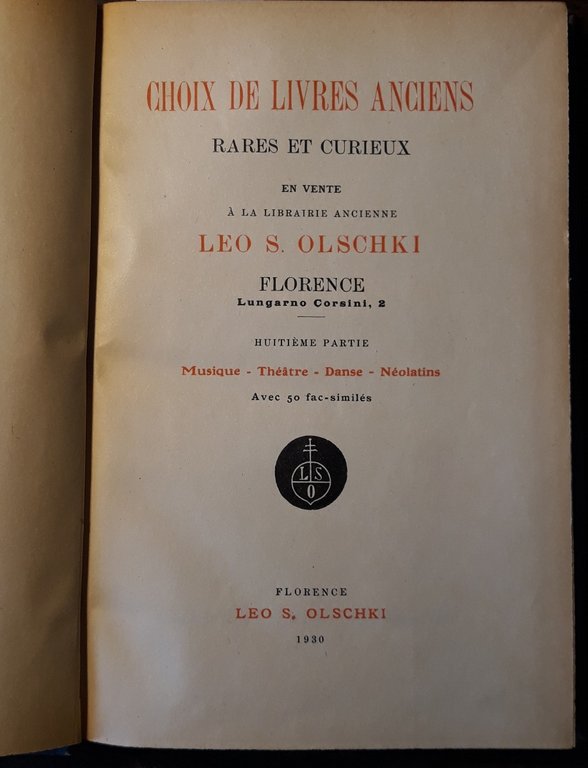 CHOIX DE LIVRES ANCIENS
RARES ET CURIEUX
EN VENTE
À LA LIBRAIRIE ANCIENNE
LEO S. OLSCHKI
FLORENCE
Lungarno Corsini, 2
HUITIÈME PARTIE
Musique - Théâtre - Danse - Néolatins
Avec 50 fac-similés
L S
O
FLORENCE
LEO S. OLSCHKI
1930